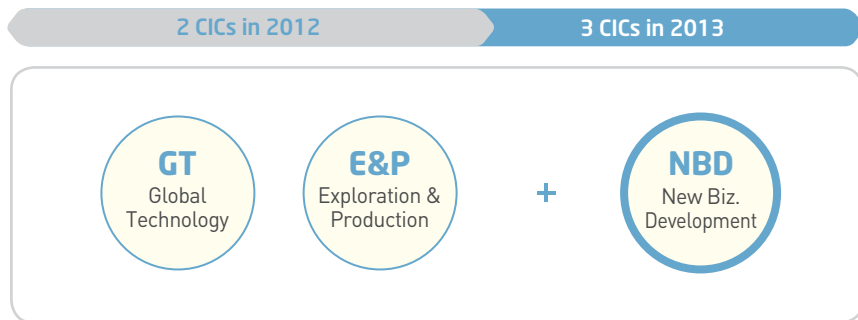 2 CICs in 2012
3 CICs in 2013
GT
Global
Technology
E&P
Exploration &
Production
+
NBD
New Biz.
Development